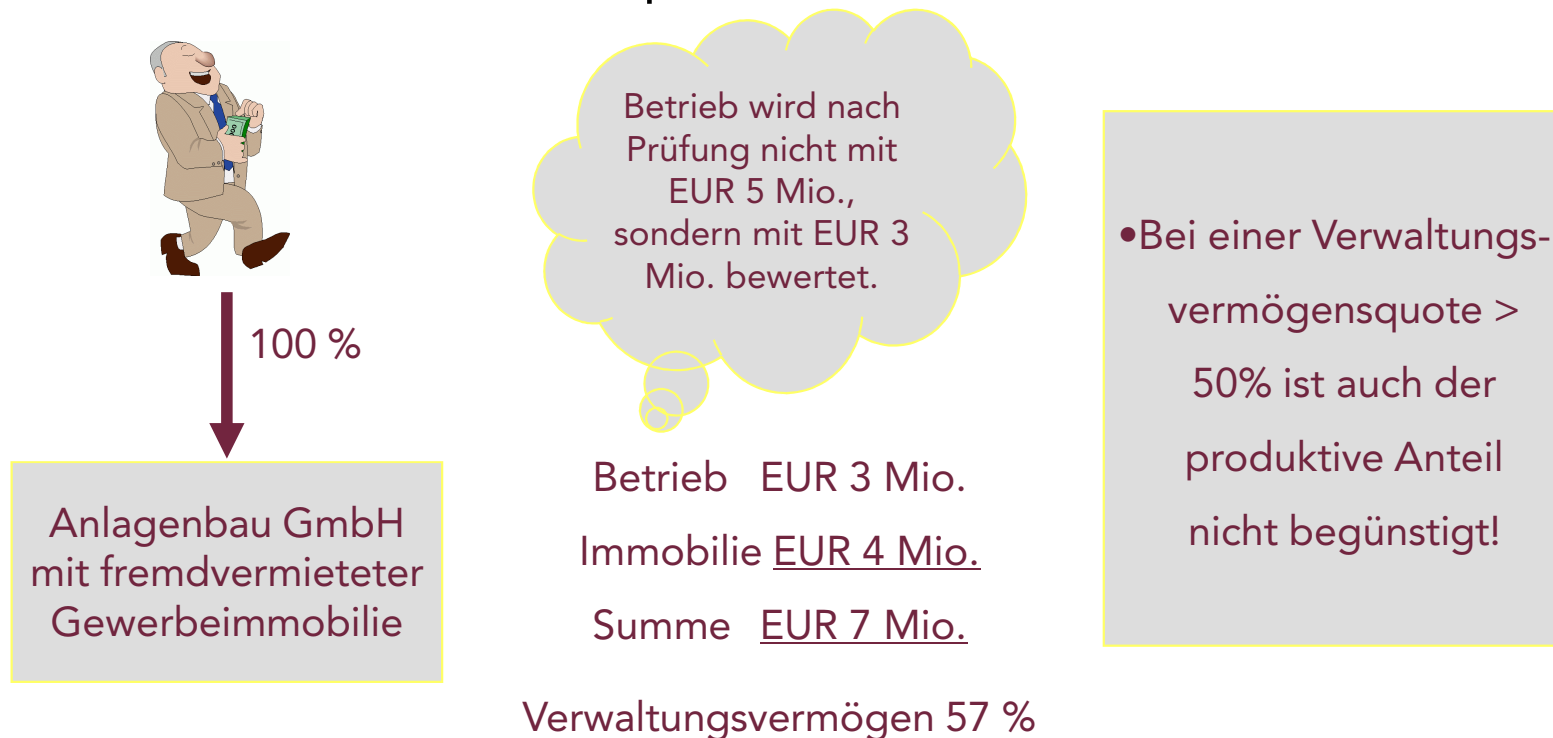 Betrieb wird nach
Prüfung nicht mit
EUR 5 Mio.,
sondern mit EUR 3
Mio. bewertet.
100 %
Anlagenbau GmbH
mit fremdvermieteter
Gewerbeimmobilie
Betrieb EUR 3 Mio.
Immobilie EUR 4 Mio.
Summe EUR 7 Mio.
Verwaltungsvermögen 57 %
•Bei einer Verwaltungs-
vermögensquote >
50% ist auch der
produktive Anteil
nicht begünstigt!